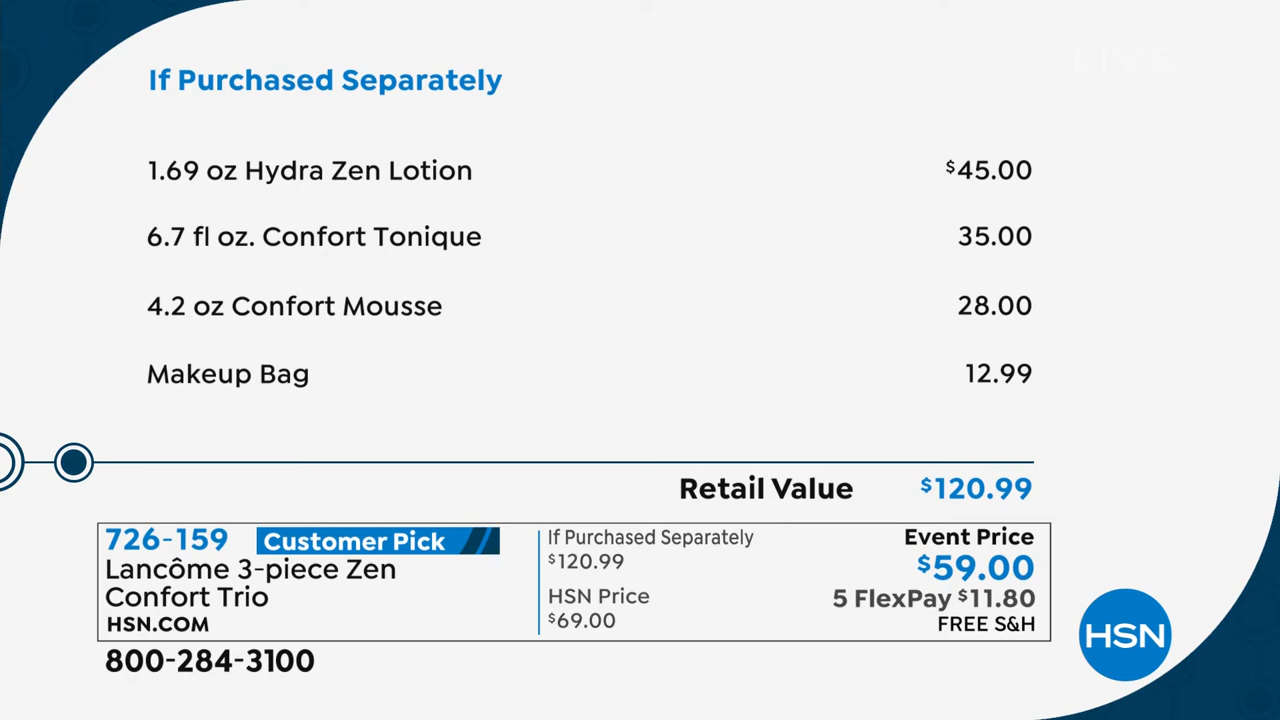 LIVE
If Purchased Separately
1.69 oz Hydra Zen Lotion $45.00
6.7 fl oz. Confort Tonique 35.00
4.2 oz Confort Mousse 28.00
Makeup Bag 12.99
Retail Value $120.99
726-159 Customer Pick
Lancôme 3-piece Zen
Confort Trio
HSN.COM
If Purchased Separately
$120.99
HSN Price
$69.00
Event Price
$59.00
5 FlexPay $11.80
FREE S&H
800-284-3100
HSN